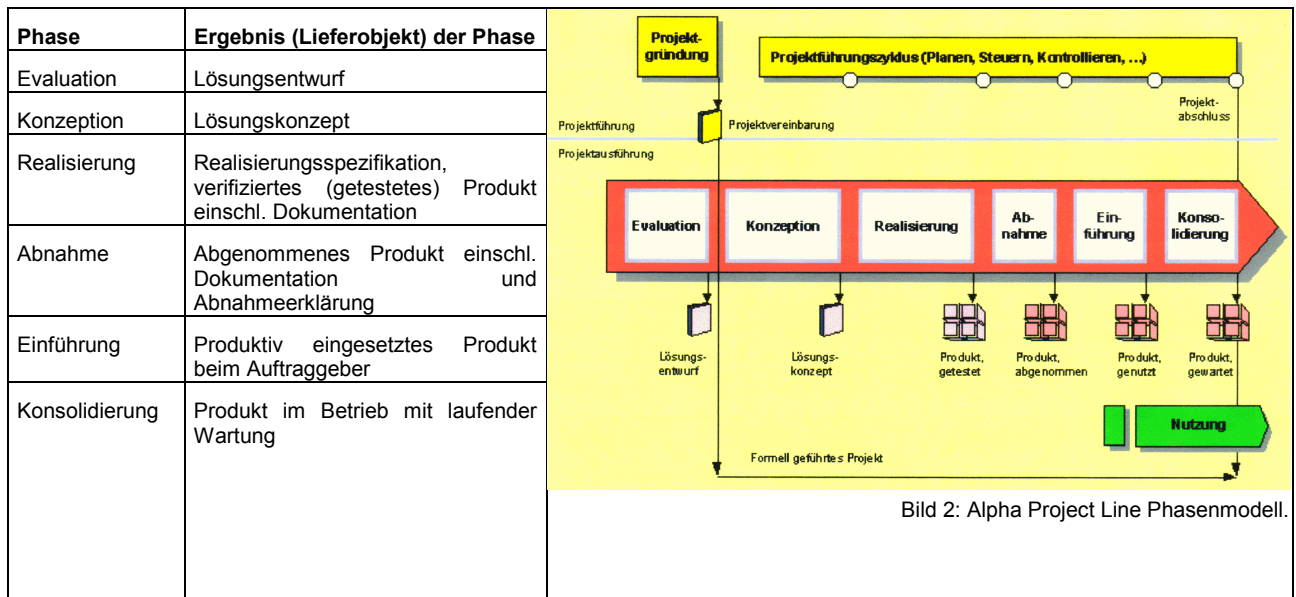 Phase
Ergebnis (Lieferobjekt) der Phase
Evaluation
Lösungsentwurf
Konzeption
Lösungskonzept
Realisierung
Realisierungsspezifikation,
verifiziertes (getestetes) Produkt
einschl. Dokumentation
Abnahme
Abgenommenes Produkt einschl.
Dokumentation und
Abnahmeerklärung
Einführung
Produktiv eingesetztes Produkt
beim Auftraggeber
Konsolidierung
Produkt im Betrieb mit laufender
Wartung
Projekt-
gründung
Projektführungszyklus (Planen, Steuern, Kontrollieren, ...)
Projekt-
abschluss
Projektführung
Projektvereinbarung
Projektausführung
Evaluation
Konzeption
Realisierung
Ab-
nahme
Ein-
führung
Konso-
lidierung
Lösungs-
entwurf
Lösungs-
konzept
Produkt,
getestet
Produkt,
abgenommen
Produkt,
genutzt
Produkt,
gewartet
Nutzung
Formell geführtes Projekt
Bild 2: Alpha Project Line Phasenmodell.